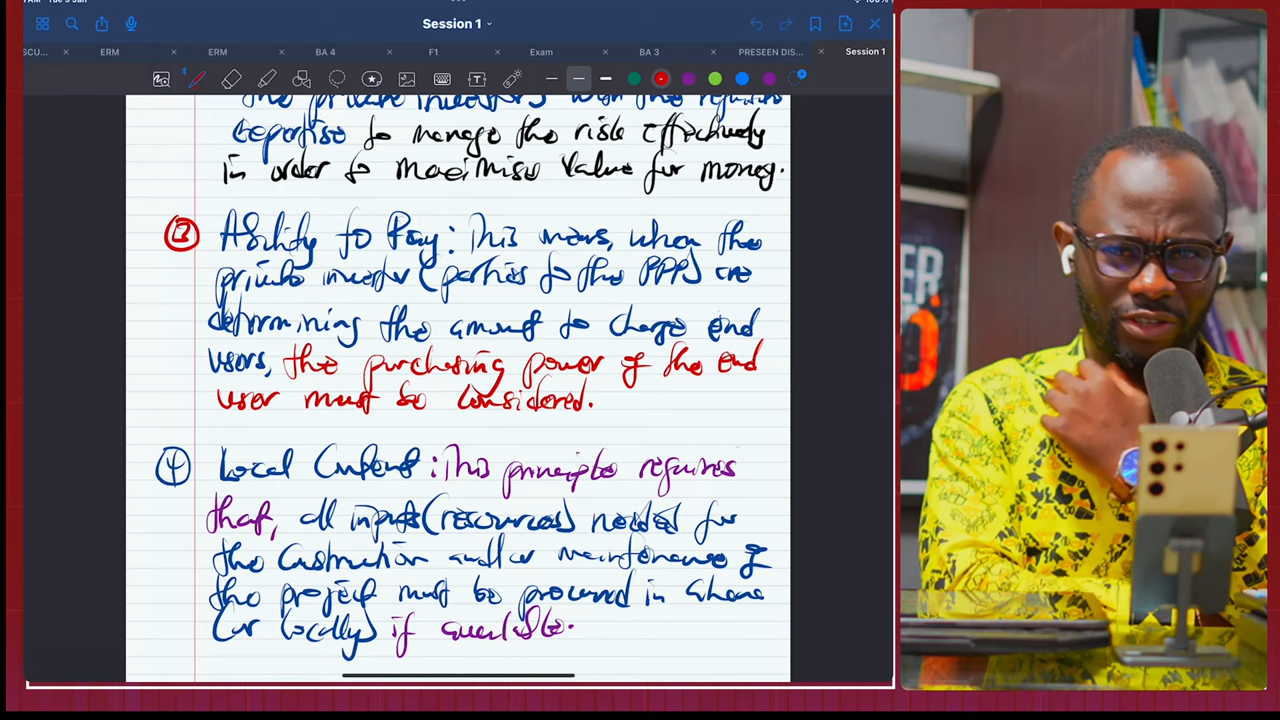 Session 1
ERM
ERM
BA 4
F1
Exam
BA 3
PRESEEN DIS...
Session 1
expertise to manage the risk effectively
in order to maximise value for money.
③ Ability to Pay: This means, when the
private investor (parties to the PPP) are
determining the amount to charge end
users, the purchasing power of the end
user must be considered.
④ Local Content: This principle requires
that, all inputs (resources) needed for
the construction and/or maintenance of
the project must be procured in Ghana
(or locally) if available.